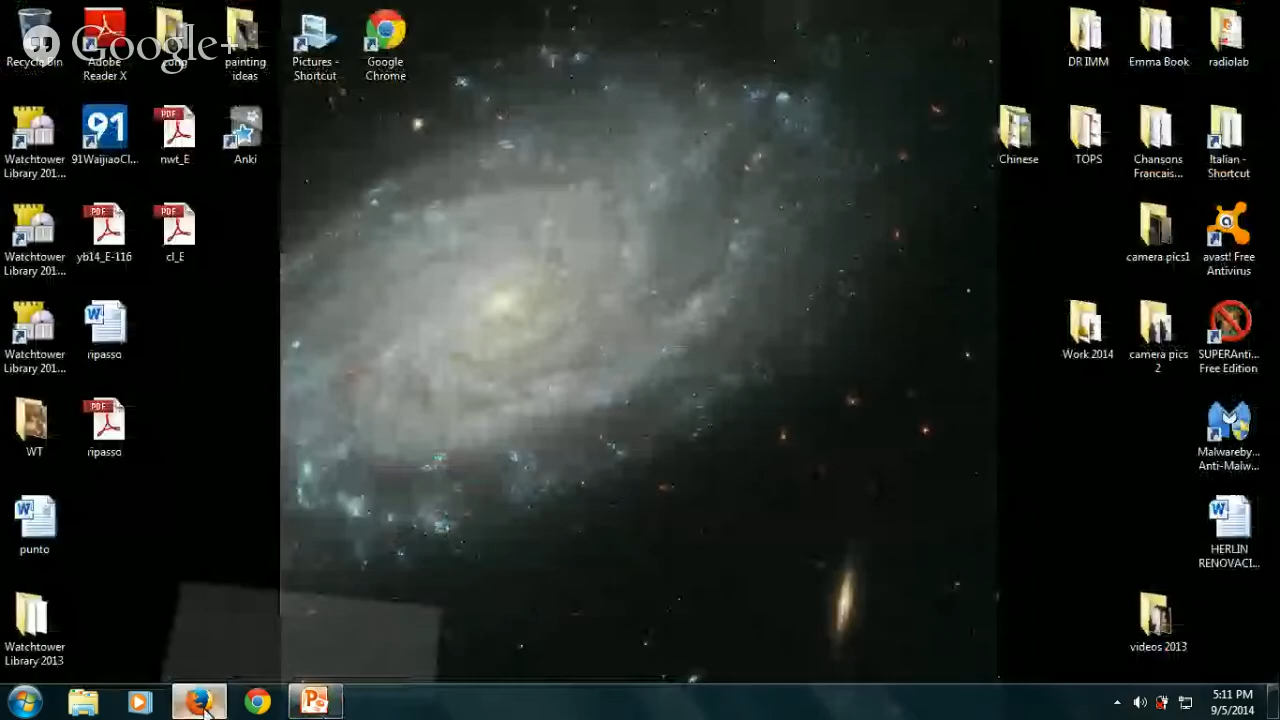 Google+
Recycle Bin
Adobe Reader X
painting ideas
Pictures - Shortcut
Google Chrome
DR IMM
Emma Book
radiolab
Watchtower Library 201...
91WaijiaoCl...
nwt_E
Anki
Chinese
TOPS
Chansons Francais...
Italian - Shortcut
Watchtower Library 201...
yb14_E-116
cl_E
camera pics1
avast! Free Antivirus
Watchtower Library 201...
ripasso
Work 2014
camera pics 2
SUPERAnti... Free Edition
WT
ripasso
Malwareby... Anti-Malw...
punto
HERLIN RENOVACI...
Watchtower Library 2013
videos 2013
5:11 PM
9/5/2014